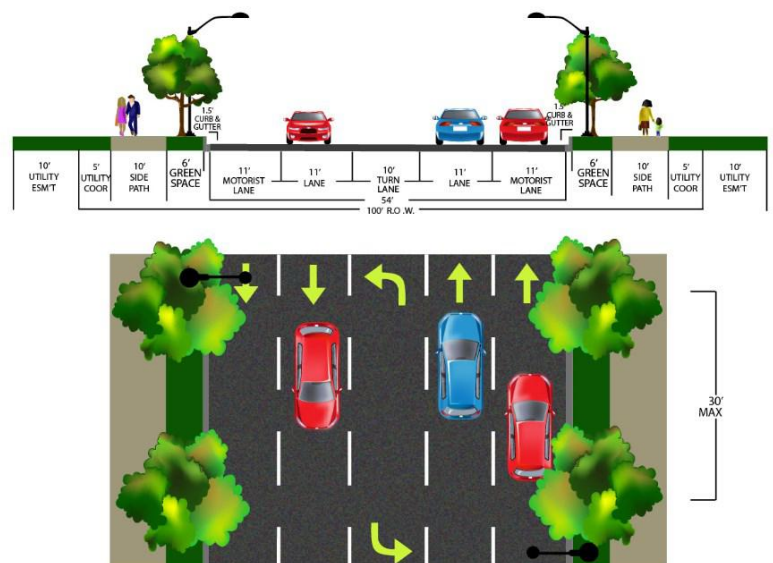 1.5'
CURB &
GUTTER
1.5'
CURB &
GUTTER
10'
UTILITY
ESM'T
5'
UTILITY
COOR
10'
SIDE
PATH
6'
GREEN
SPACE
11'
MOTORIST
LANE
11'
LANE
10'
TURN
LANE
11'
LANE
11'
MOTORIST
LANE
6'
GREEN
SPACE
10'
SIDE
PATH
5'
UTILITY
COOR
10'
UTILITY
ESM'T
54'
100' R.O .W.
30'
MAX